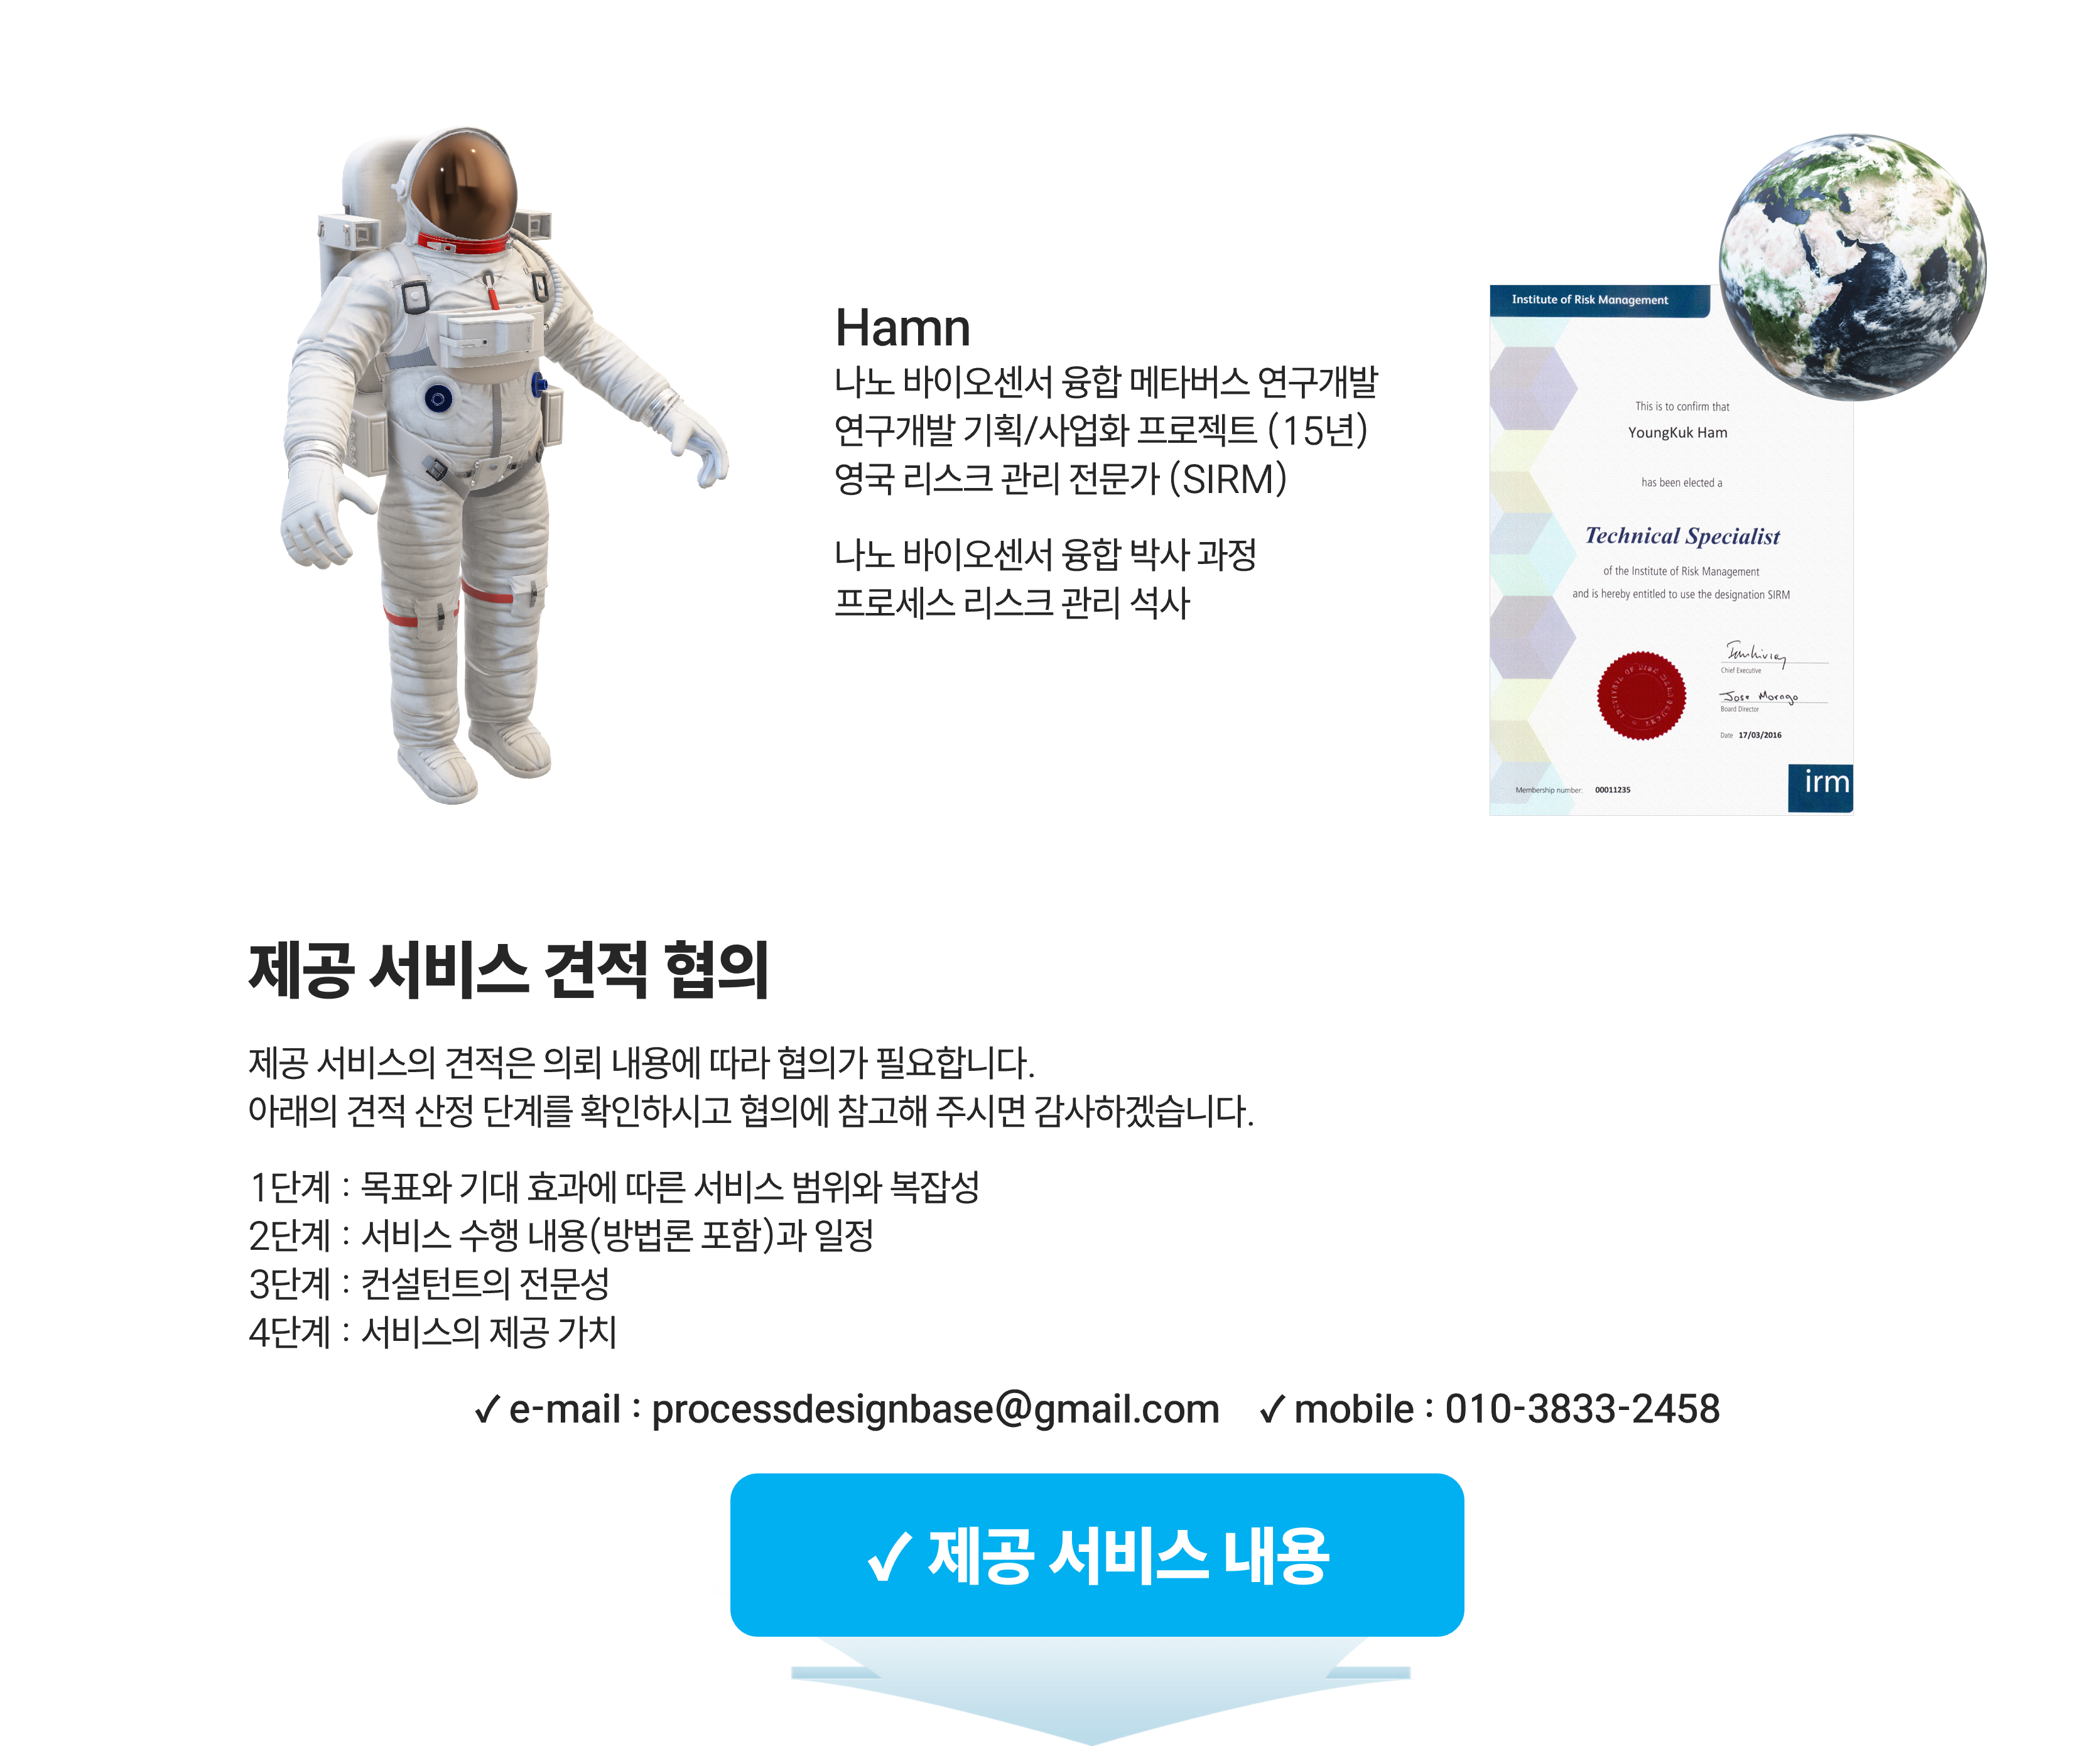 Hamn
나노 바이오센서 융합 메타버스 연구개발
연구개발 기획/사업화 프로젝트 (15년)
영국 리스크 관리 전문가 (SIRM)
나노 바이오센서 융합 박사 과정
프로세스 리스크 관리 석사
Institute of Risk Management
This is to confirm that
YoungKuk Ham
has been elected a
Technical Specialist
of the Institute of Risk Management
and is hereby entitled to use the designation SIRM
Chief Executive
Jose Morago
Board Director
Date 17/03/2016
Membership number: 00011235
irm
제공 서비스 견적 협의
제공 서비스의 견적은 의뢰 내용에 따라 협의가 필요합니다.
아래의 견적 산정 단계를 확인하시고 협의에 참고해 주시면 감사하겠습니다.
1단계 : 목표와 기대 효과에 따른 서비스 범위와 복잡성
2단계 : 서비스 수행 내용(방법론 포함)과 일정
3단계 : 컨설턴트의 전문성
4단계 : 서비스의 제공 가치
✓ e-mail : processdesignbase@gmail.com ✓ mobile : 010-3833-2458
✓ 제공 서비스 내용